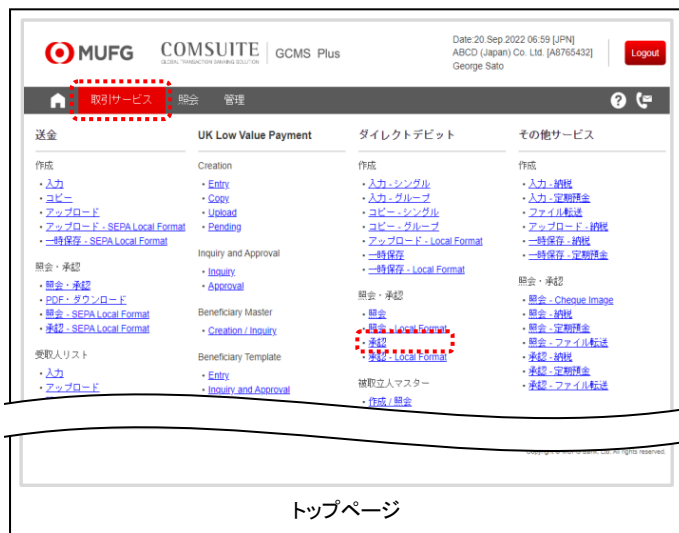 MUFG COMSUITE GCMS Plus
GLOBAL TRANSACTION BANKING SOLUTION
Date:20.Sep.2022 06:59 [JPN]
ABCD (Japan) Co. Ltd. [A8765432]
George Sato
Logout
取引サービス 照会 管理
送金
作成
・入力
・コピー
・アップロード
・アップロード - SEPA Local Format
・一時保存 - SEPA Local Format
照会・承認
・照会・承認
・PDF・ダウンロード
・照会 - SEPA Local Format
・承認 - SEPA Local Format
受取人リスト
・入力
・アップロード
UK Low Value Payment
Creation
・Entry
・Copy
・Upload
・Pending
Inquiry and Approval
・Inquiry
・Approval
Beneficiary Master
・Creation / Inquiry
Beneficiary Template
・Entry
・Inquiry and Approval
ダイレクトデビット
作成
・入力 - シングル
・入力 - グループ
・コピー - シングル
・コピー - グループ
・アップロード - Local Format
・一時保存
・一時保存 - Local Format
照会・承認
・照会
・照会 - Local Format
・承認
・承認 - Local Format
被取立人マスター
・作成 / 照会
その他サービス
作成
・入力 - 納税
・入力 - 定期預金
・ファイル転送
・アップロード - 納税
・一時保存 - 納税
・一時保存 - 定期預金
照会・承認
・照会 - Cheque Image
・照会 - 納税
・照会 - 定期預金
・照会 - ファイル転送
・承認 - 納税
・承認 - 定期預金
・承認 - ファイル転送
Ltd. All rights reserved.
トップページ